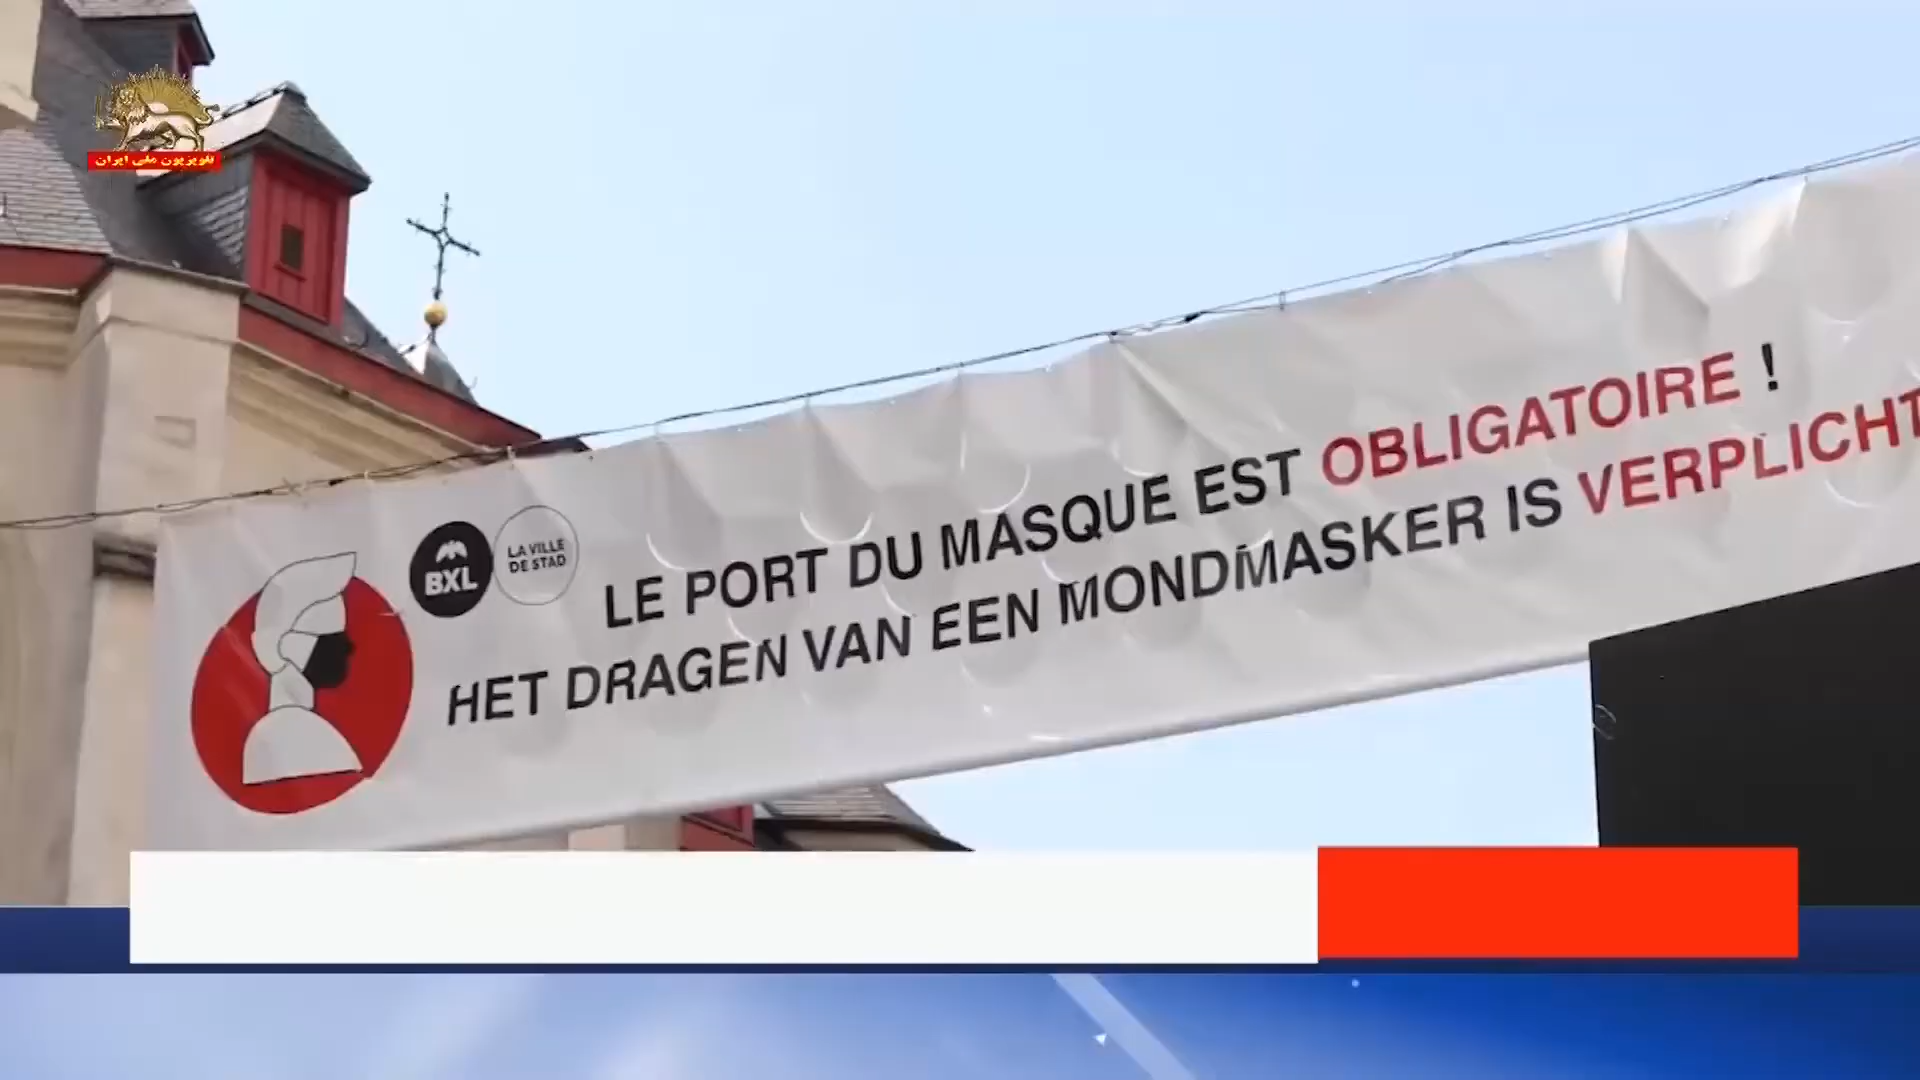 تلویزیون ملی ایران
BXL
LA VILLE
DE STAD
LE PORT DU MASQUE EST OBLIGATOIRE !
HET DRAGEN VAN EEN MONDMASKER IS VERPLICHT